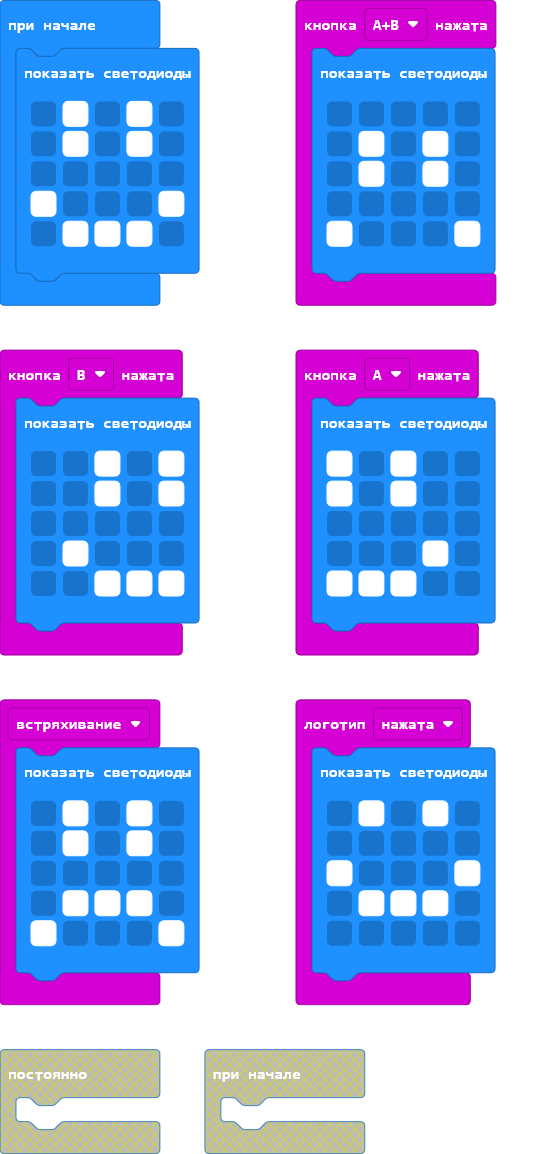 при начале
показать светодиоды
кнопка A+B нажата
показать светодиоды
кнопка B нажата
показать светодиоды
кнопка A нажата
показать светодиоды
встряхивание
показать светодиоды
логотип нажата
показать светодиоды
постоянно
при начале